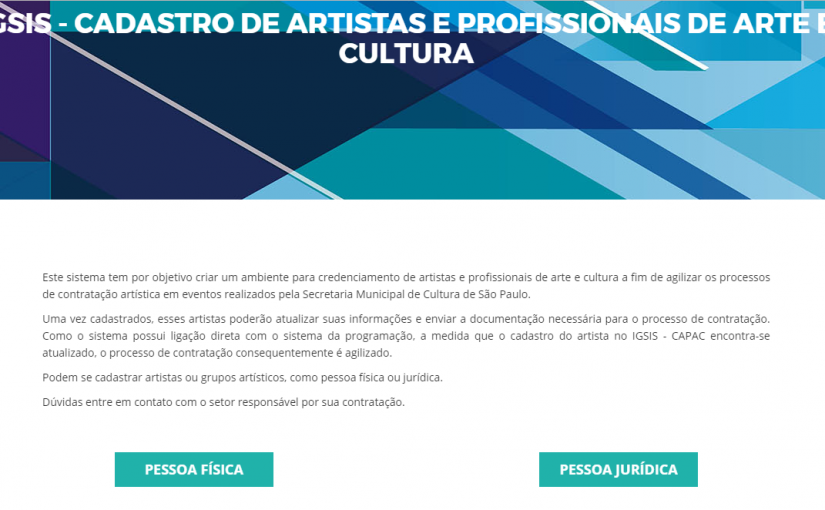 GSIS - CADASTRO DE ARTISTAS E PROFISSIONAIS DE ARTE E
CULTURA
Este sistema tem por objetivo criar um ambiente para credenciamento de artistas e profissionais de arte e cultura a fim de agilizar os processos
de contratação artística em eventos realizados pela Secretaria Municipal de Cultura de São Paulo.
Uma vez cadastrados, esses artistas poderão atualizar suas informações e enviar a documentação necessária para o processo de contratação.
Como o sistema possui ligação direta com o sistema da programação, a medida que o cadastro do artista no IGSIS - CAPAC encontra-se
atualizado, o processo de contratação consequentemente é agilizado.
Podem se cadastrar artistas ou grupos artísticos, como pessoa física ou jurídica.
Dúvidas entre em contato com o setor responsável por sua contratação.
PESSOA FÍSICA
PESSOA JURÍDICA